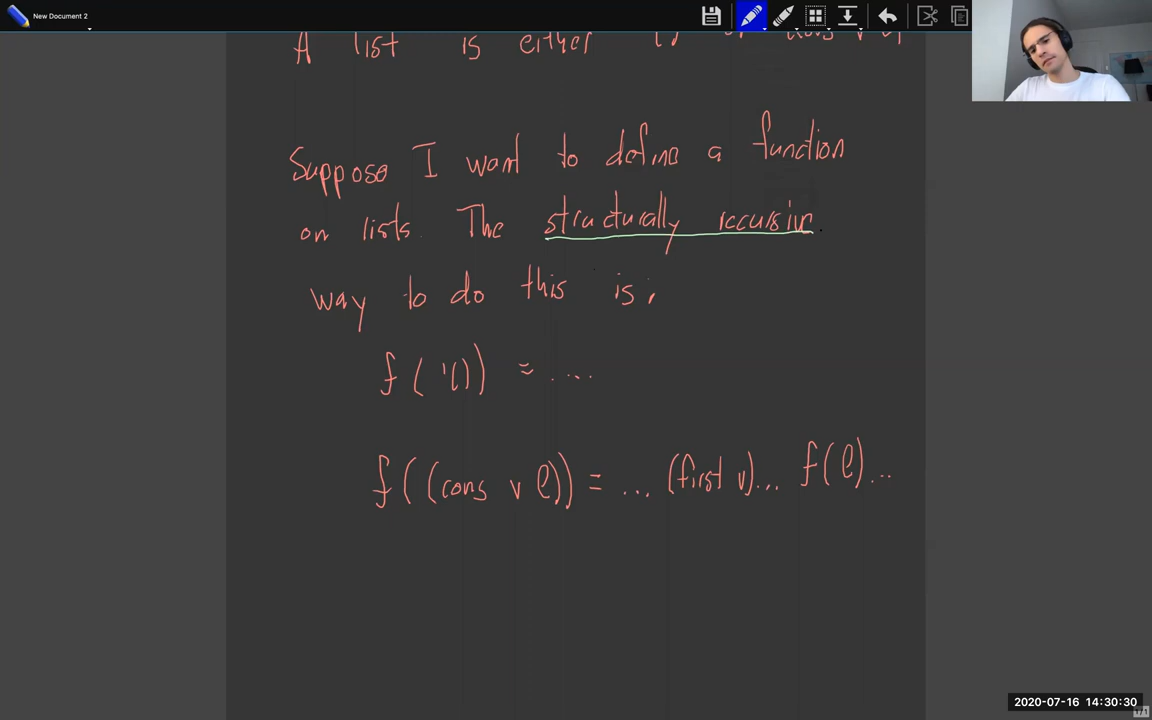 New Document 2
A list is either
Suppose I want to define a function
on lists. The structurally recursive
way to do this is:
f( '()) = ....
f((cons v l)) = ... (first v)... f(l)...
2020-07-16 14:30:30